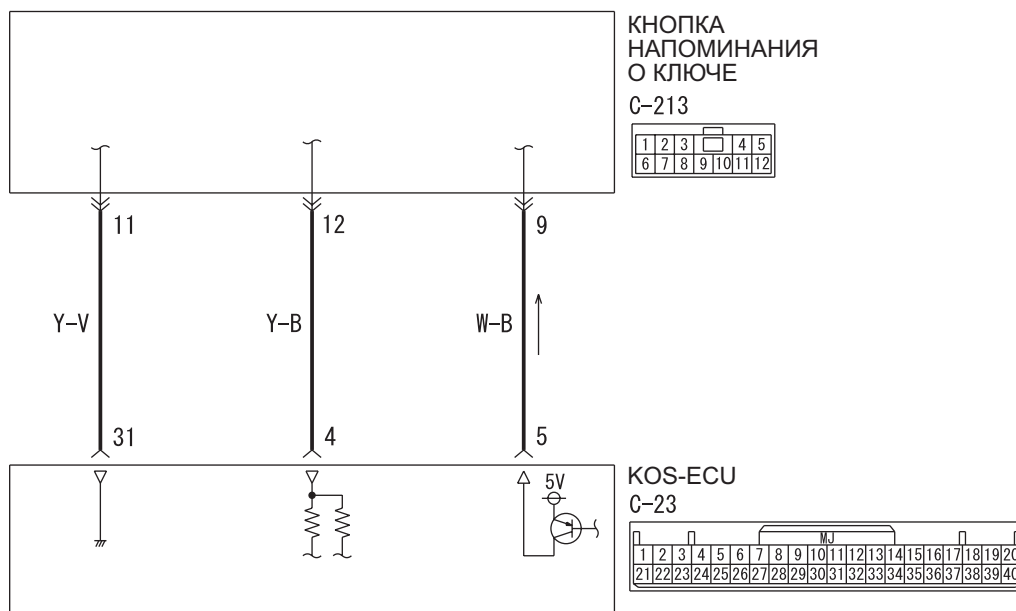 КНОПКА
НАПОМИНАНИЯ
О КЛЮЧЕ
C-213
1 2 3 4 5
6 7 8 9 10 11 12
11 12 9
Y-V Y-B W-B
31 4 5
5V
KOS-ECU
C-23
MJ
1 2 3 4 5 6 7 8 9 10 11 12 13 14 15 16 17 18 19 20
21 22 23 24 25 26 27 28 29 30 31 32 33 34 35 36 37 38 39 40